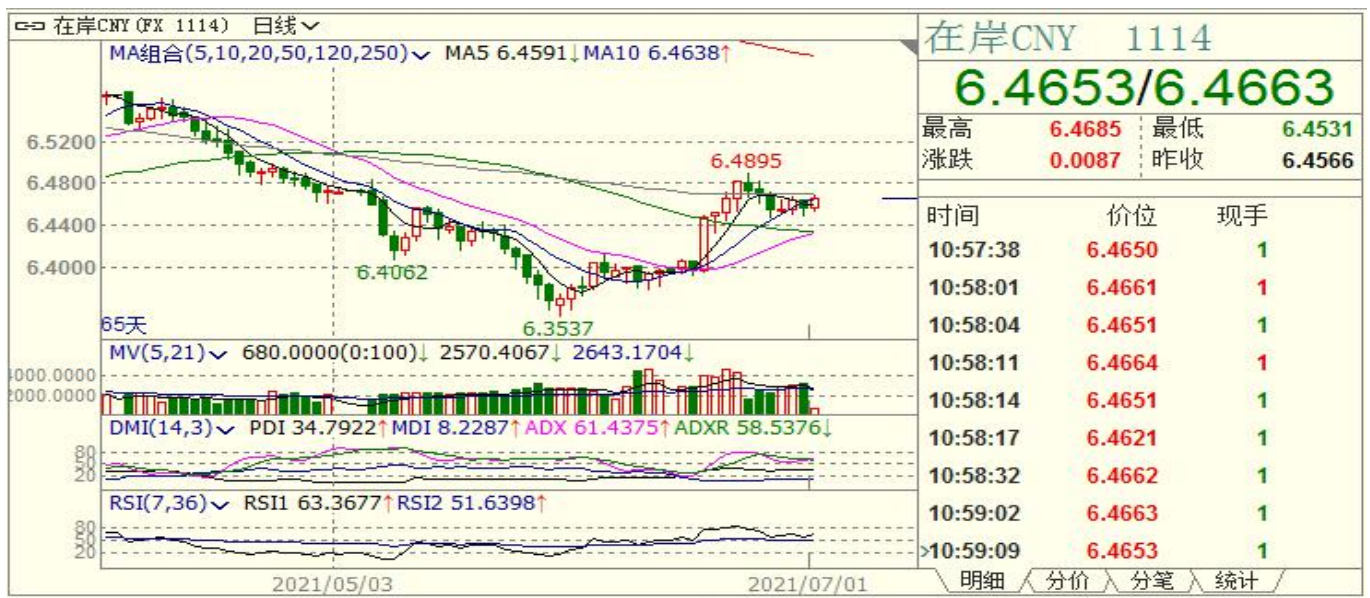 在岸CNY(FX 1114) 日线
MA组合(5,10,20,50,120,250) MA5 6.4591↓MA10 6.4638↑
6.5200
6.4800
6.4400
6.4000
6.4895
6.4062
6.3537
65天
MV(5,21) 680.0000(0:100)↓ 2570.4067↓ 2643.1704↓
4000.0000
2000.0000
DMI(14,3) PDI 34.7922↑MDI 8.2287↑ADX 61.4375↑ADXR 58.5376↓
80
50
20
RSI(7,36) RSI1 63.3677↑RSI2 51.6398↑
80
50
20
2021/05/03 2021/07/01
在岸CNY 1114
6.4653/6.4663
最高 6.4685 最低 6.4531
涨跌 0.0087 昨收 6.4566
时间 价位 现手
10:57:38 6.4650 1
10:58:01 6.4661 1
10:58:04 6.4651 1
10:58:11 6.4664 1
10:58:14 6.4651 1
10:58:17 6.4621 1
10:58:32 6.4662 1
10:59:02 6.4663 1
>10:59:09 6.4653 1
明细 分价 分笔 统计